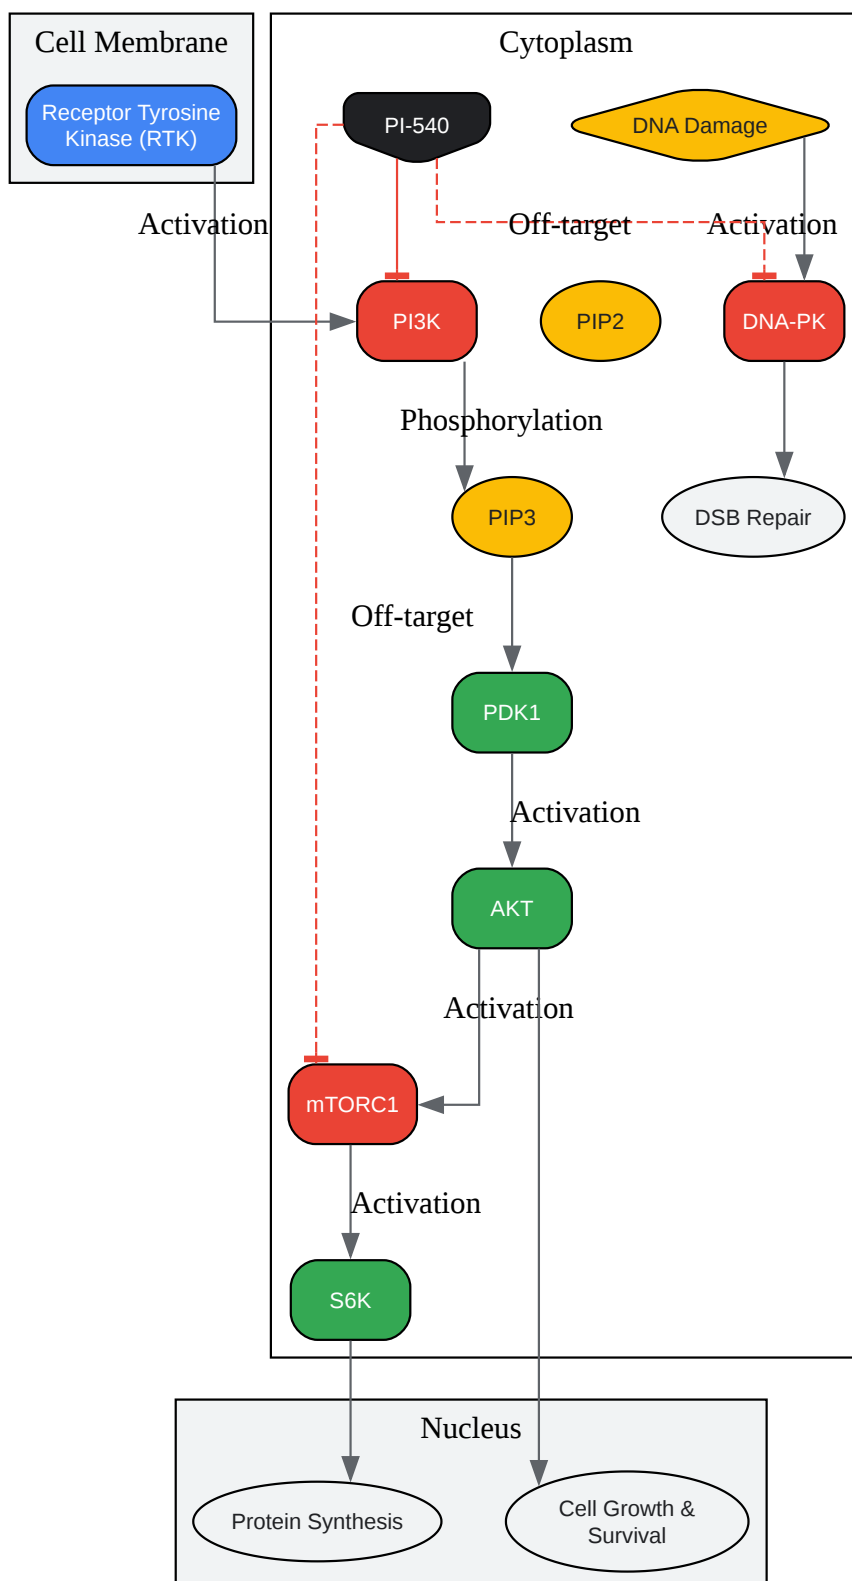 Cell Membrane
Cytoplasm
Receptor Tyrosine
Kinase (RTK)
PI-540
DNA Damage
Activation
Off-target
Activation
PI3K
PIP2
DNA-PK
Phosphorylation
PIP3
DSB Repair
Off-target
PDK1
Activation
AKT
Activation
mTORC1
Activation
S6K
Nucleus
Protein Synthesis
Cell Growth &
Survival